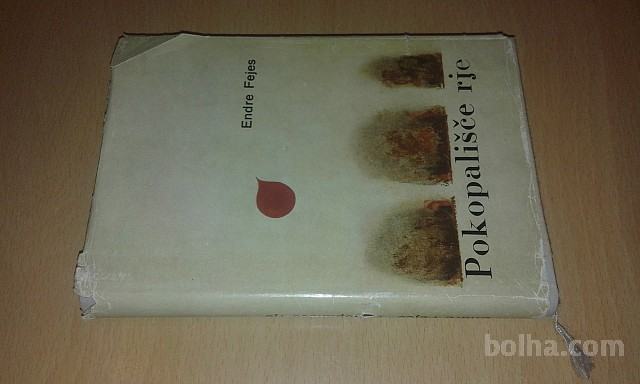 Endre Fejes
Pokopališče rje
bolha.com